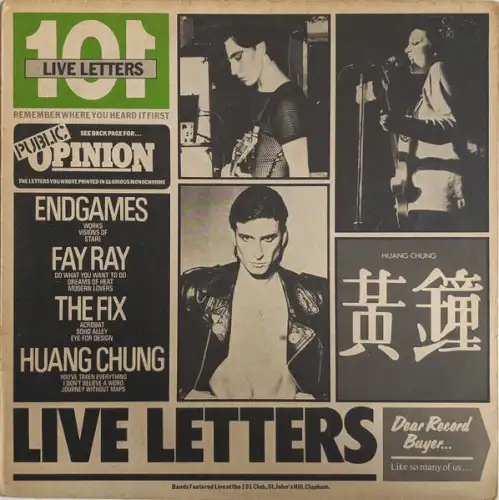 101
LIVE LETTERS
REMEMBER WHERE YOU HEARD IT FIRST
SEE BACK PAGE FOR...
PUBLIC
OPINION
THE LETTERS YOU WROTE PRINTED IN GLORIOUS MONOCHROME
ENDGAMES
WORKS
VISIONS OF
STARE
FAY RAY
DO WHAT YOU WANT TO DO
DREAMS OF HEAT
MODERN LOVERS
THE FIX
ACROBAT
SOHO ALLEY
EYE FOR DESIGN
HUANG CHUNG
YOU'VE TAKEN EVERYTHING
I DON'T BELIEVE A WORD
JOURNEY WITHOUT MAPS
HUANG CHUNG
黃鐘
LIVE LETTERS
Dear Record
Buyer...
Like so many of us....
Bands Featured Live at the 101 Club, St. John's Hill, Clapham.